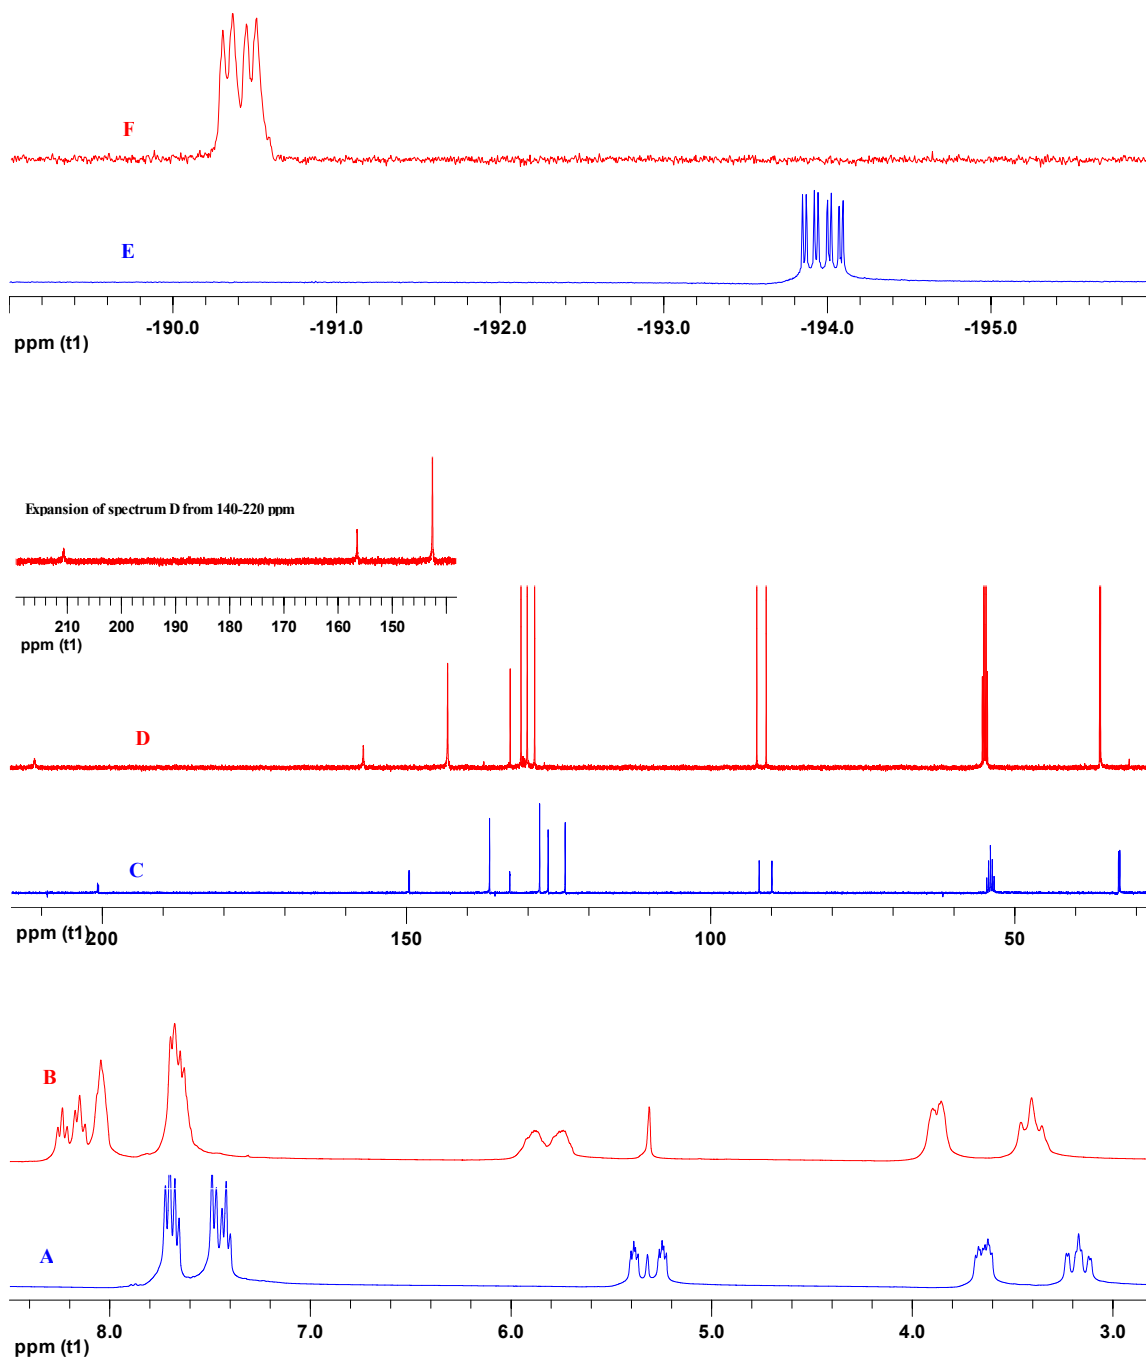 F
E
-190.0 -191.0 -192.0 -193.0 -194.0 -195.0
ppm (t1)
Expansion of spectrum D from 140-220 ppm
210 200 190 180 170 160 150
ppm (t1)
D
C
200 150 100 50
ppm (t1)
B
A
8.0 7.0 6.0 5.0 4.0 3.0
ppm (t1)